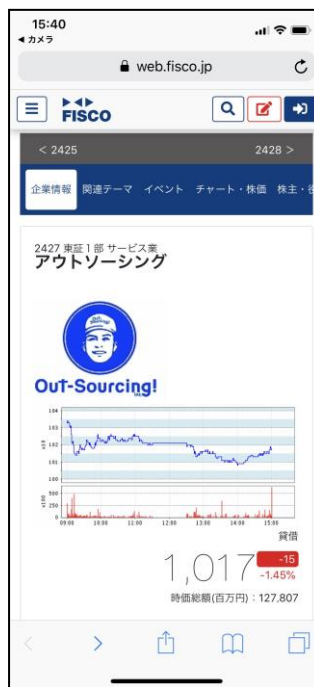 15:40
◀ カメラ
web.fisco.jp
FISCO
< 2425
2428 >
企業情報 関連テーマ イベント チャート・株価 株主・
2427 東証1部 サービス業
アウトソーシング
Out-Sourcing!
104
103
102
101
100
x10
500
250
0
x100
09:00 10:00 11:00 12:00 13:00 14:00 15:00
貸借
1,017
-15
-1.45%
時価総額(百万円):127,807